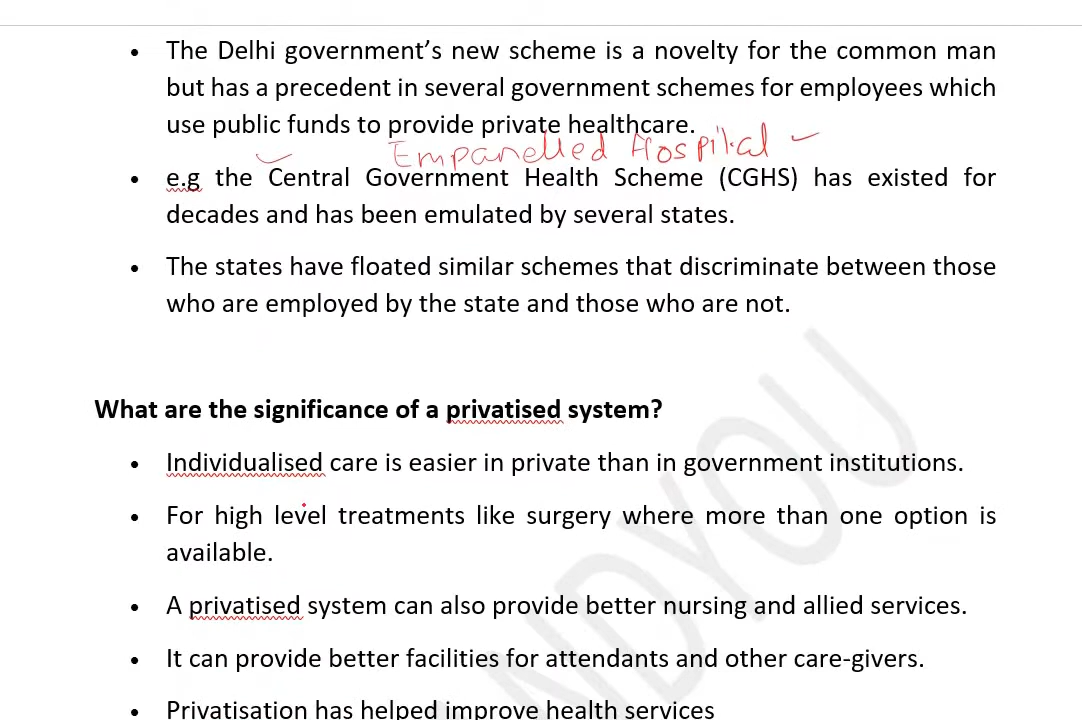 • The Delhi government's new scheme is a novelty for the common man
but has a precedent in several government schemes for employees which
use public funds to provide private healthcare.
Empanelled Hospital
• e.g the Central Government Health Scheme (CGHS) has existed for
decades and has been emulated by several states.
• The states have floated similar schemes that discriminate between those
who are employed by the state and those who are not.
What are the significance of a privatised system?
• Individualised care is easier in private than in government institutions.
• For high level treatments like surgery where more than one option is
available.
• A privatised system can also provide better nursing and allied services.
• It can provide better facilities for attendants and other care-givers.
• Privatisation has helped improve health services
NDYOU